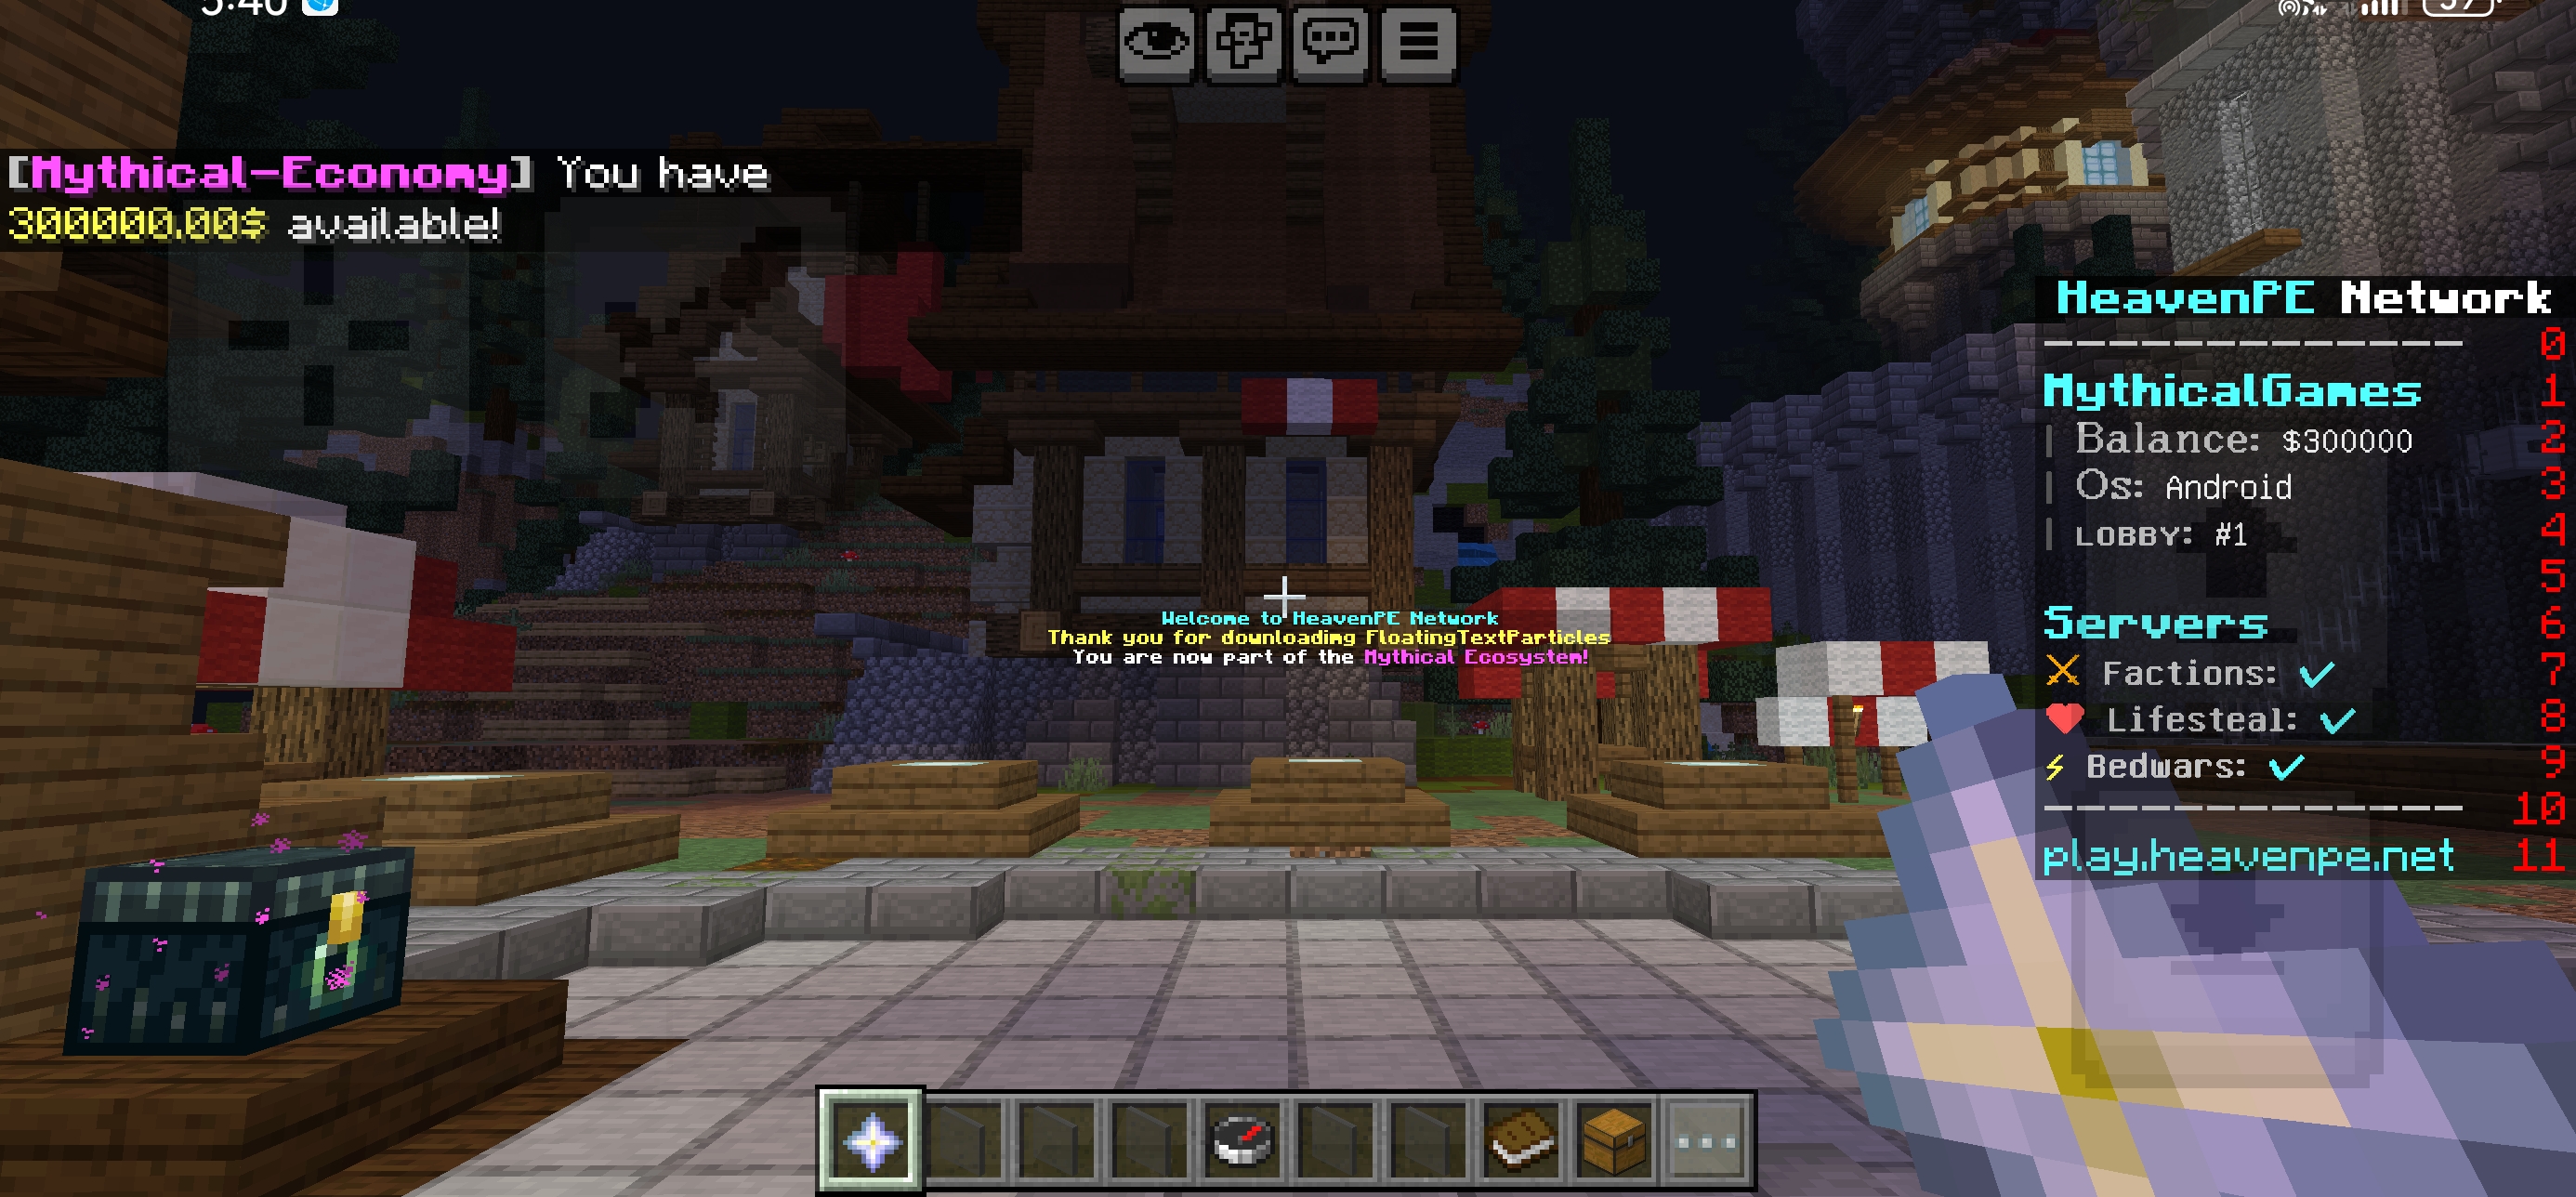 5:40
[Mythical-Economy] You have
300000.00$ available!
HeavenPE Network
---------------- 0
MythicalGames 1
| Balance: $300000 2
| Os: Android 3
| LOBBY: #1 4
5
Servers 6
Factions: ✓ 7
Lifesteal: ✓ 8
Bedwars: ✓ 9
---------------- 10
play.heavenpe.net 11
Welcome to HeavenPE Network
Thank you for downloading FloatingTextParticles
You are now part of the Mythical Ecosystem!